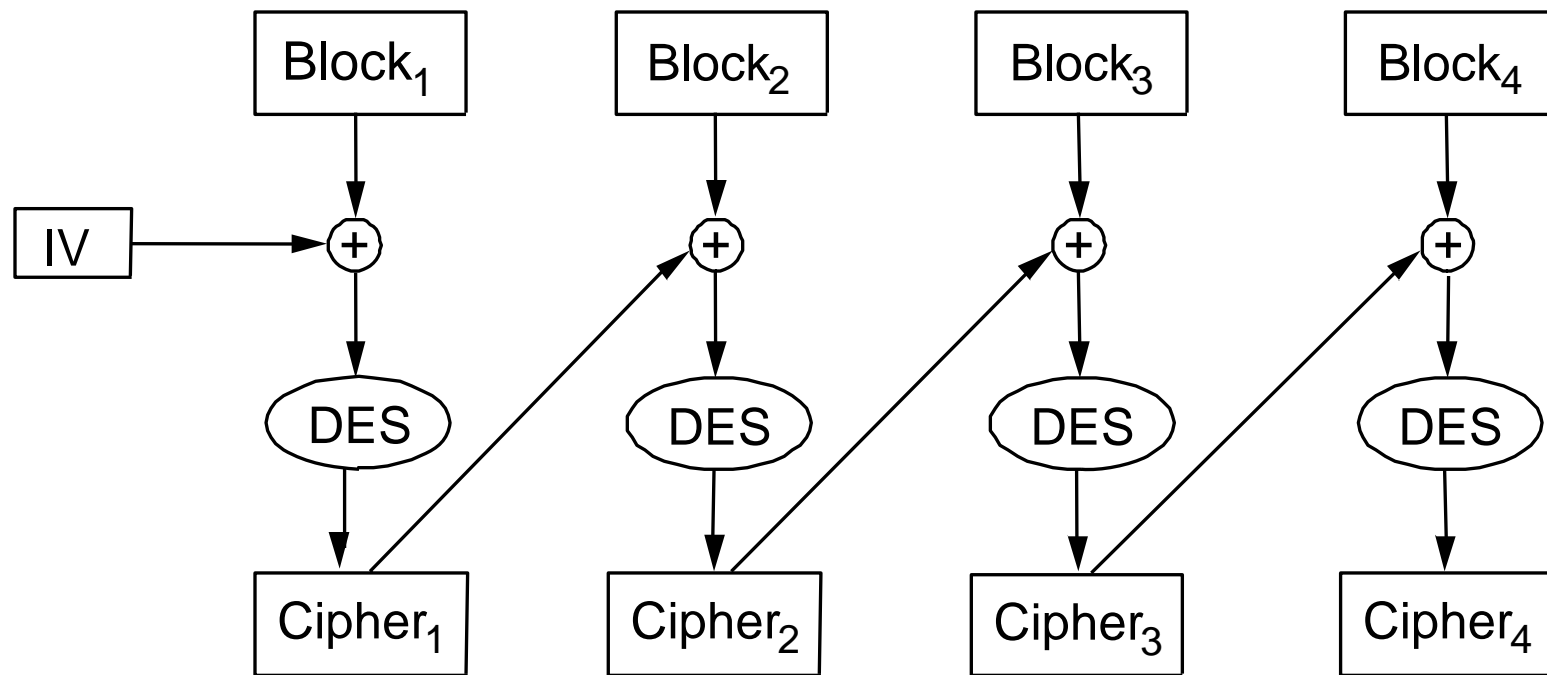 Block₁ Block₂ Block₃ Block₄
IV + + + +
DES DES DES DES
Cipher₁ Cipher₂ Cipher₃ Cipher₄